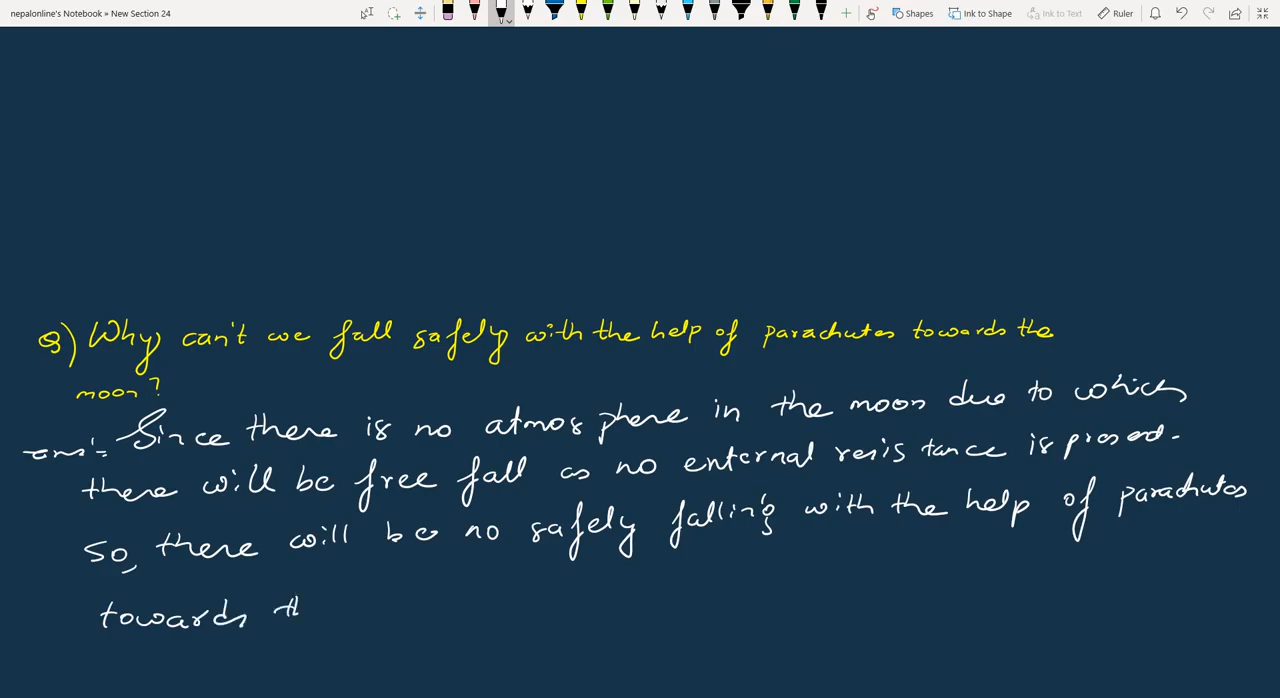 nepalonline's Notebook » New Section 24
Shapes Ink to Shape Ink to Text Ruler
Q) Why can't we fall safely with the help of parachutes towards the
moon?
ans:- Since there is no atmosphere in the moon due to which
there will be free fall as no external resistance is present.
So, there will be no safely falling with the help of parachutes
towards th